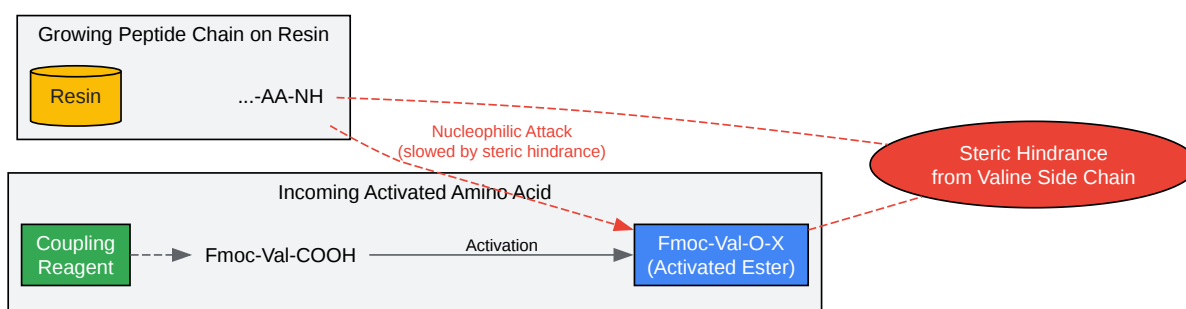 Growing Peptide Chain on Resin
Resin
...-AA-NH
Nucleophilic Attack
(slowed by steric hindrance)
Steric Hindrance
from Valine Side Chain
Incoming Activated Amino Acid
Coupling
Reagent
Fmoc-Val-COOH
Activation
Fmoc-Val-O-X
(Activated Ester)